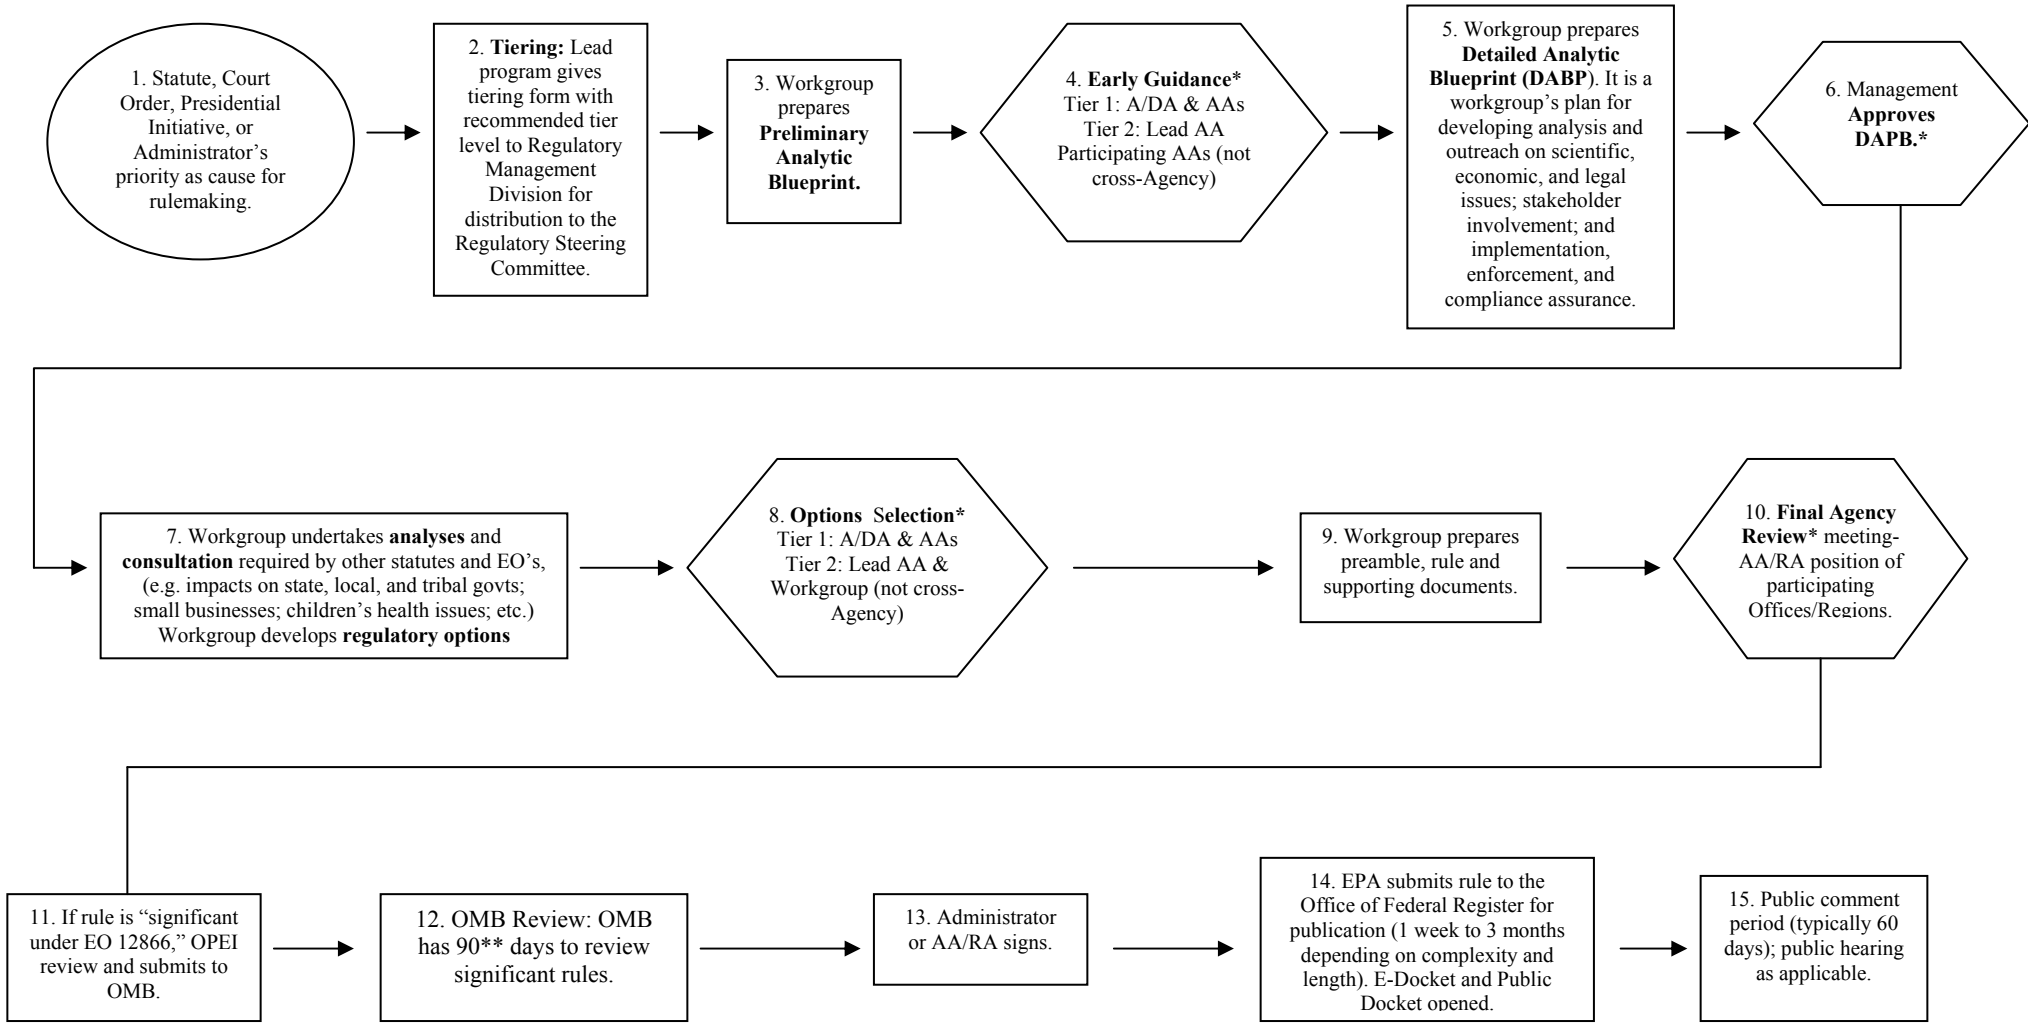 1. Statute, Court
Order, Presidential
Initiative, or
Administrator’s
priority as cause for
rulemaking.
2. Tiering: Lead
program gives
tiering form with
recommended tier
level to Regulatory
Management
Division for
distribution to the
Regulatory Steering
Committee.
3. Workgroup
prepares
Preliminary
Analytic
Blueprint.
4. Early Guidance*
Tier 1: A/DA & AAs
Tier 2: Lead AA
Participating AAs (not
cross-Agency)
5. Workgroup prepares
Detailed Analytic
Blueprint (DABP). It is a
workgroup’s plan for
developing analysis and
outreach on scientific,
economic, and legal
issues; stakeholder
involvement; and
implementation,
enforcement, and
compliance assurance.
6. Management
Approves
DAPB.*
7. Workgroup undertakes analyses and
consultation required by other statutes and EO’s,
(e.g. impacts on state, local, and tribal govts;
small businesses; children’s health issues; etc.)
Workgroup develops regulatory options
8. Options Selection*
Tier 1: A/DA & AAs
Tier 2: Lead AA &
Workgroup (not cross-
Agency)
9. Workgroup prepares
preamble, rule and
supporting documents.
10. Final Agency
Review* meeting-
AA/RA position of
participating
Offices/Regions.
11. If rule is “significant
under EO 12866,” OPEI
review and submits to
OMB.
12. OMB Review: OMB
has 90** days to review
significant rules.
13. Administrator
or AA/RA signs.
14. EPA submits rule to the
Office of Federal Register for
publication (1 week to 3 months
depending on complexity and
length). E-Docket and Public
Docket opened.
15. Public comment
period (typically 60
days); public hearing
as applicable.